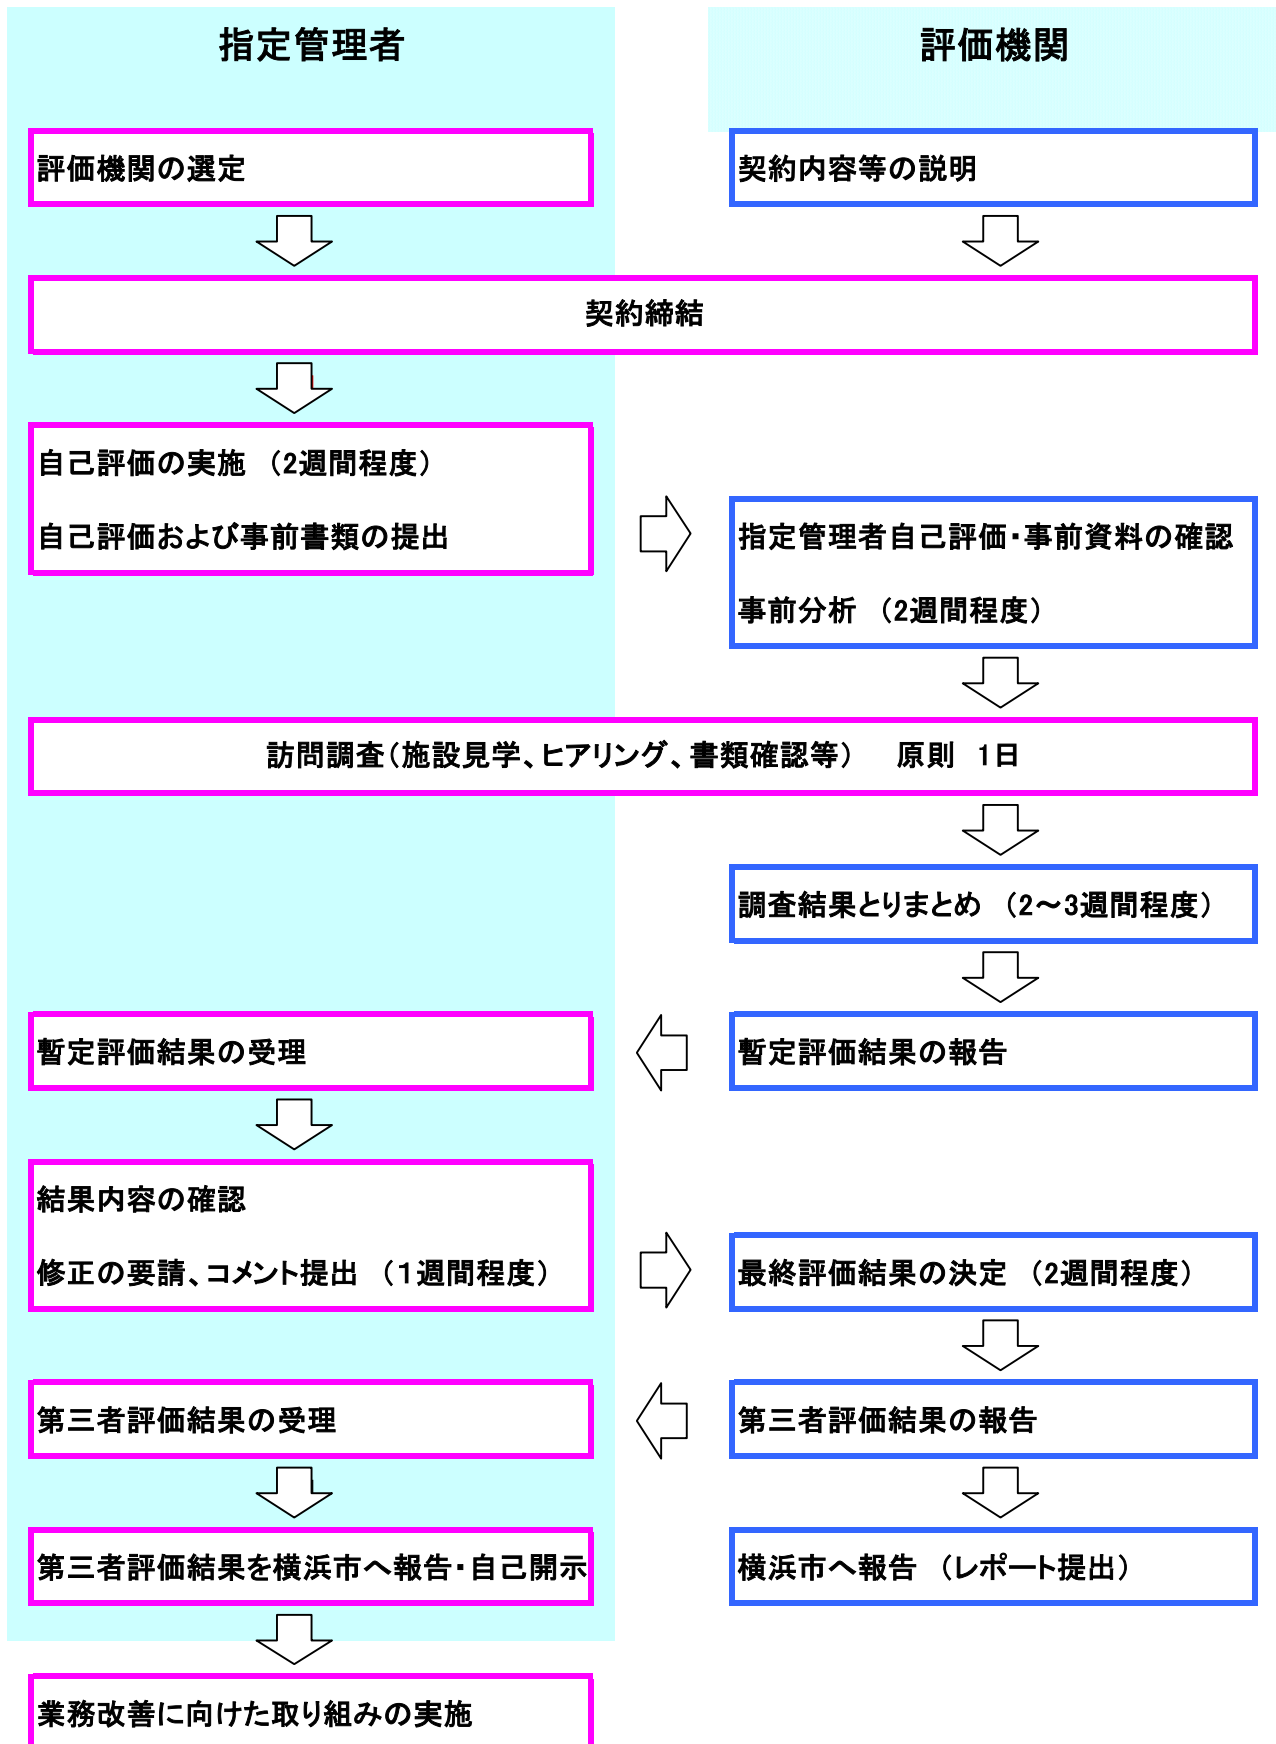 指定管理者
評価機関
評価機関の選定
契約内容等の説明
契約締結
自己評価の実施 （2週間程度）
自己評価および事前書類の提出
指定管理者自己評価・事前資料の確認
事前分析 （2週間程度）
訪問調査（施設見学、ヒアリング、書類確認等） 原則 1日
調査結果とりまとめ （2～3週間程度）
暫定評価結果の受理
暫定評価結果の報告
結果内容の確認
修正の要請、コメント提出 （１週間程度）
最終評価結果の決定 （2週間程度）
第三者評価結果の受理
第三者評価結果の報告
第三者評価結果を横浜市へ報告・自己開示
横浜市へ報告 （レポート提出）
業務改善に向けた取り組みの実施